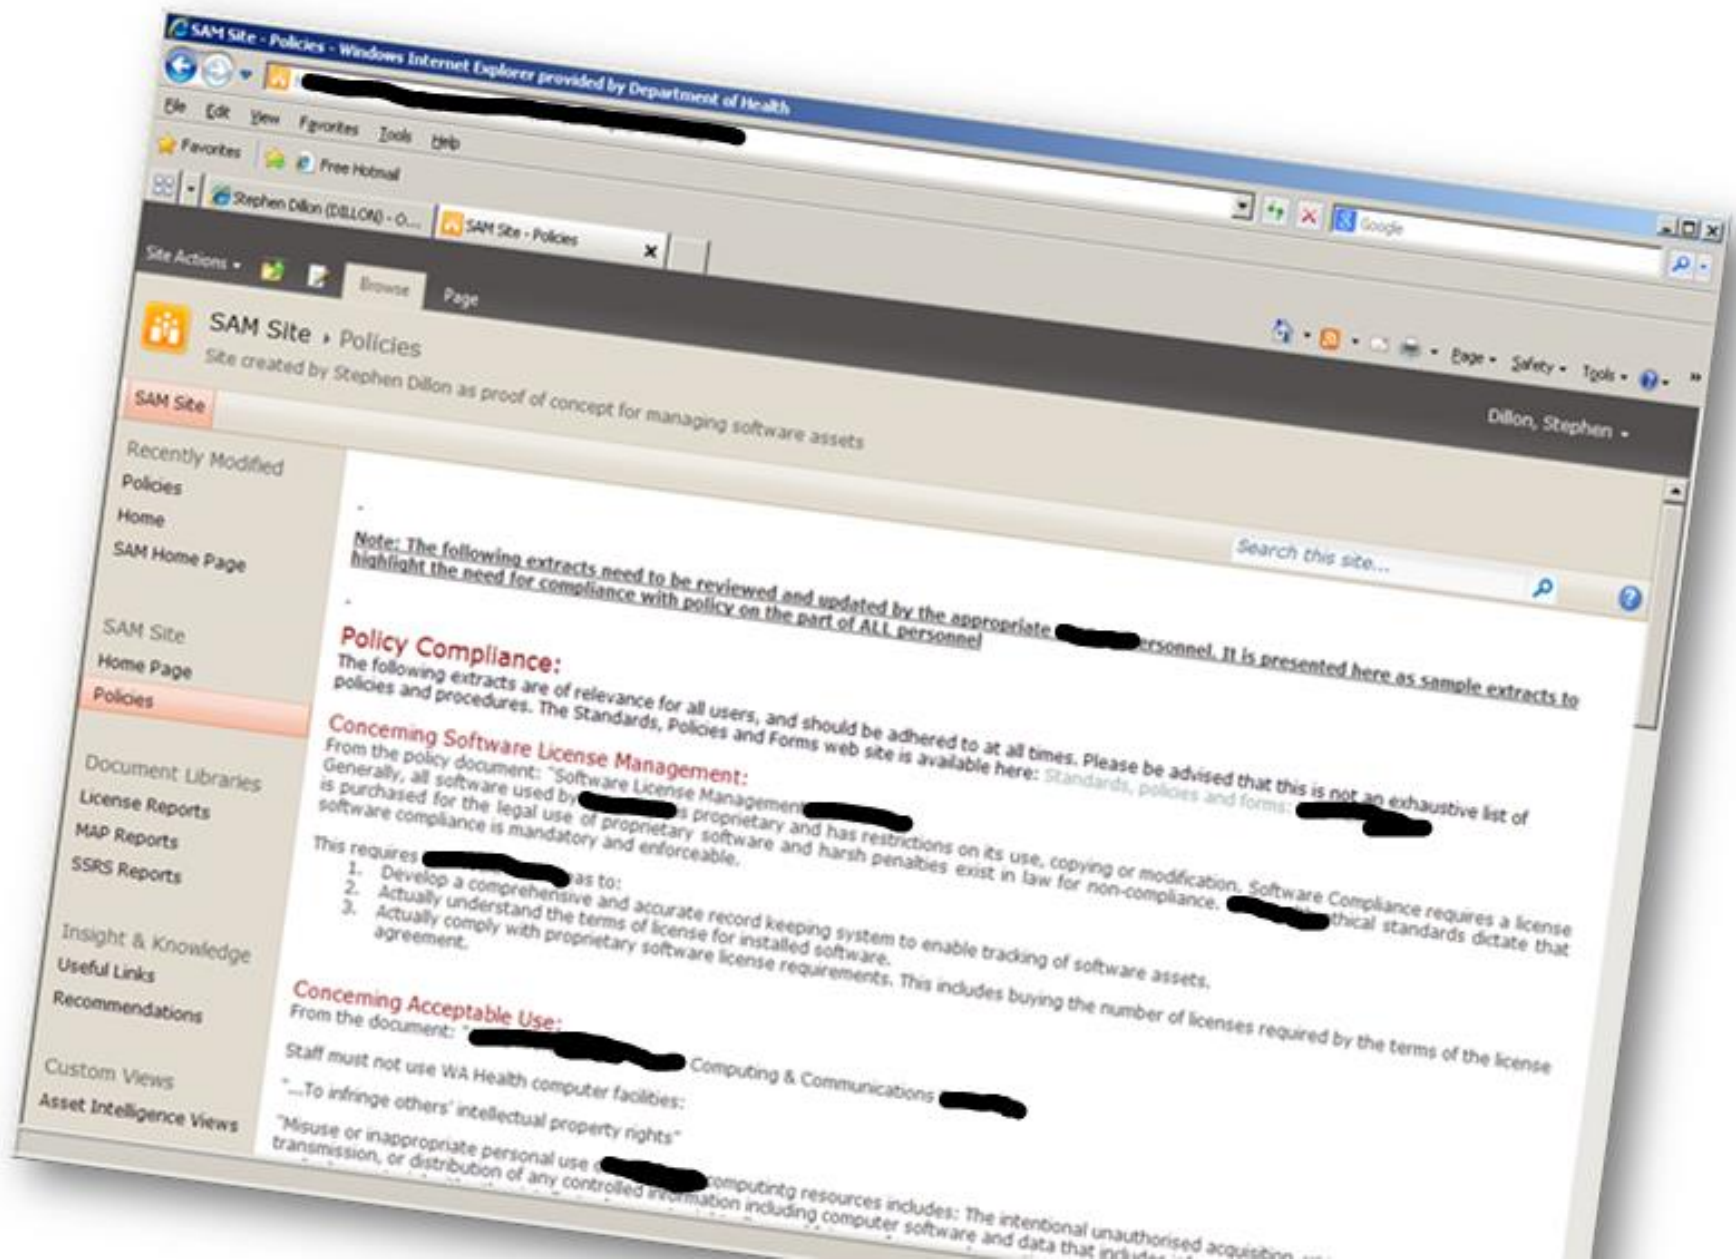 SAM Site - Policies - Windows Internet Explorer provided by Department of Health
File Edit View Favorites Tools Help
Google
Favorites Free Hotmail
Stephen Dillon (DILLON) - O... SAM Site - Policies
Page Safety Tools
Site Actions Browse Page
Dillon, Stephen
SAM Site Policies
Site created by Stephen Dillon as proof of concept for managing software assets
SAM Site
Search this site...
Recently Modified
Policies
Home
SAM Home Page
SAM Site
Home Page
Policies
Document Libraries
License Reports
MAP Reports
SSRS Reports
Insight & Knowledge
Useful Links
Recommendations
Custom Views
Asset Intelligence Views
Note: The following extracts need to be reviewed and updated by the appropriate ersonnel. It is presented here as sample extracts to
highlight the need for compliance with policy on the part of ALL personnel
Policy Compliance:
The following extracts are of relevance for all users, and should be adhered to at all times. Please be advised that this is not an exhaustive list of
policies and procedures. The Standards, Policies and Forms web site is available here: Standards, policies and forms:
Concerning Software License Management:
From the policy document: "Software License Management
Generally, all software used by s proprietary and has restrictions on its use, copying or modification. Software Compliance requires a license
is purchased for the legal use of proprietary software and harsh penalties exist in law for non-compliance. thical standards dictate that
software compliance is mandatory and enforceable.
This requires as to:
1. Develop a comprehensive and accurate record keeping system to enable tracking of software assets.
2. Actually understand the terms of license for installed software.
3. Actually comply with proprietary software license requirements. This includes buying the number of licenses required by the terms of the license
agreement.
Concerning Acceptable Use:
From the document: " Computing & Communications
Staff must not use WA Health computer facilities:
"...To infringe others' intellectual property rights"
"Misuse or inappropriate personal use o computintg resources includes: The intentional unauthorised acquisition,
transmission, or distribution of any controlled information including computer software and data that includes